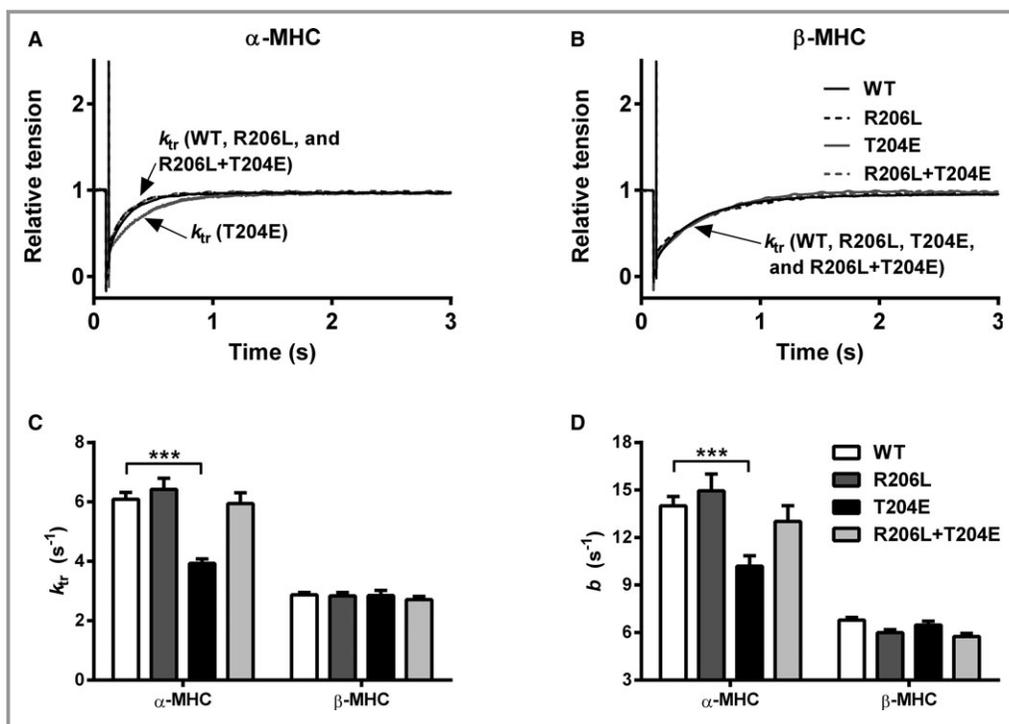 A
α-MHC
Relative tension
2
1
0
k_tr (WT, R206L, and
R206L+T204E)
k_tr (T204E)
0 1 2 3
Time (s)
B
β-MHC
Relative tension
2
1
0
WT
R206L
T204E
R206L+T204E
k_tr (WT, R206L, T204E,
and R206L+T204E)
0 1 2 3
Time (s)
C
k_tr (s⁻¹)
8
6
4
2
0
***
α-MHC β-MHC
D
b (s⁻¹)
18
15
12
9
6
3
***
WT
R206L
T204E
R206L+T204E
α-MHC β-MHC